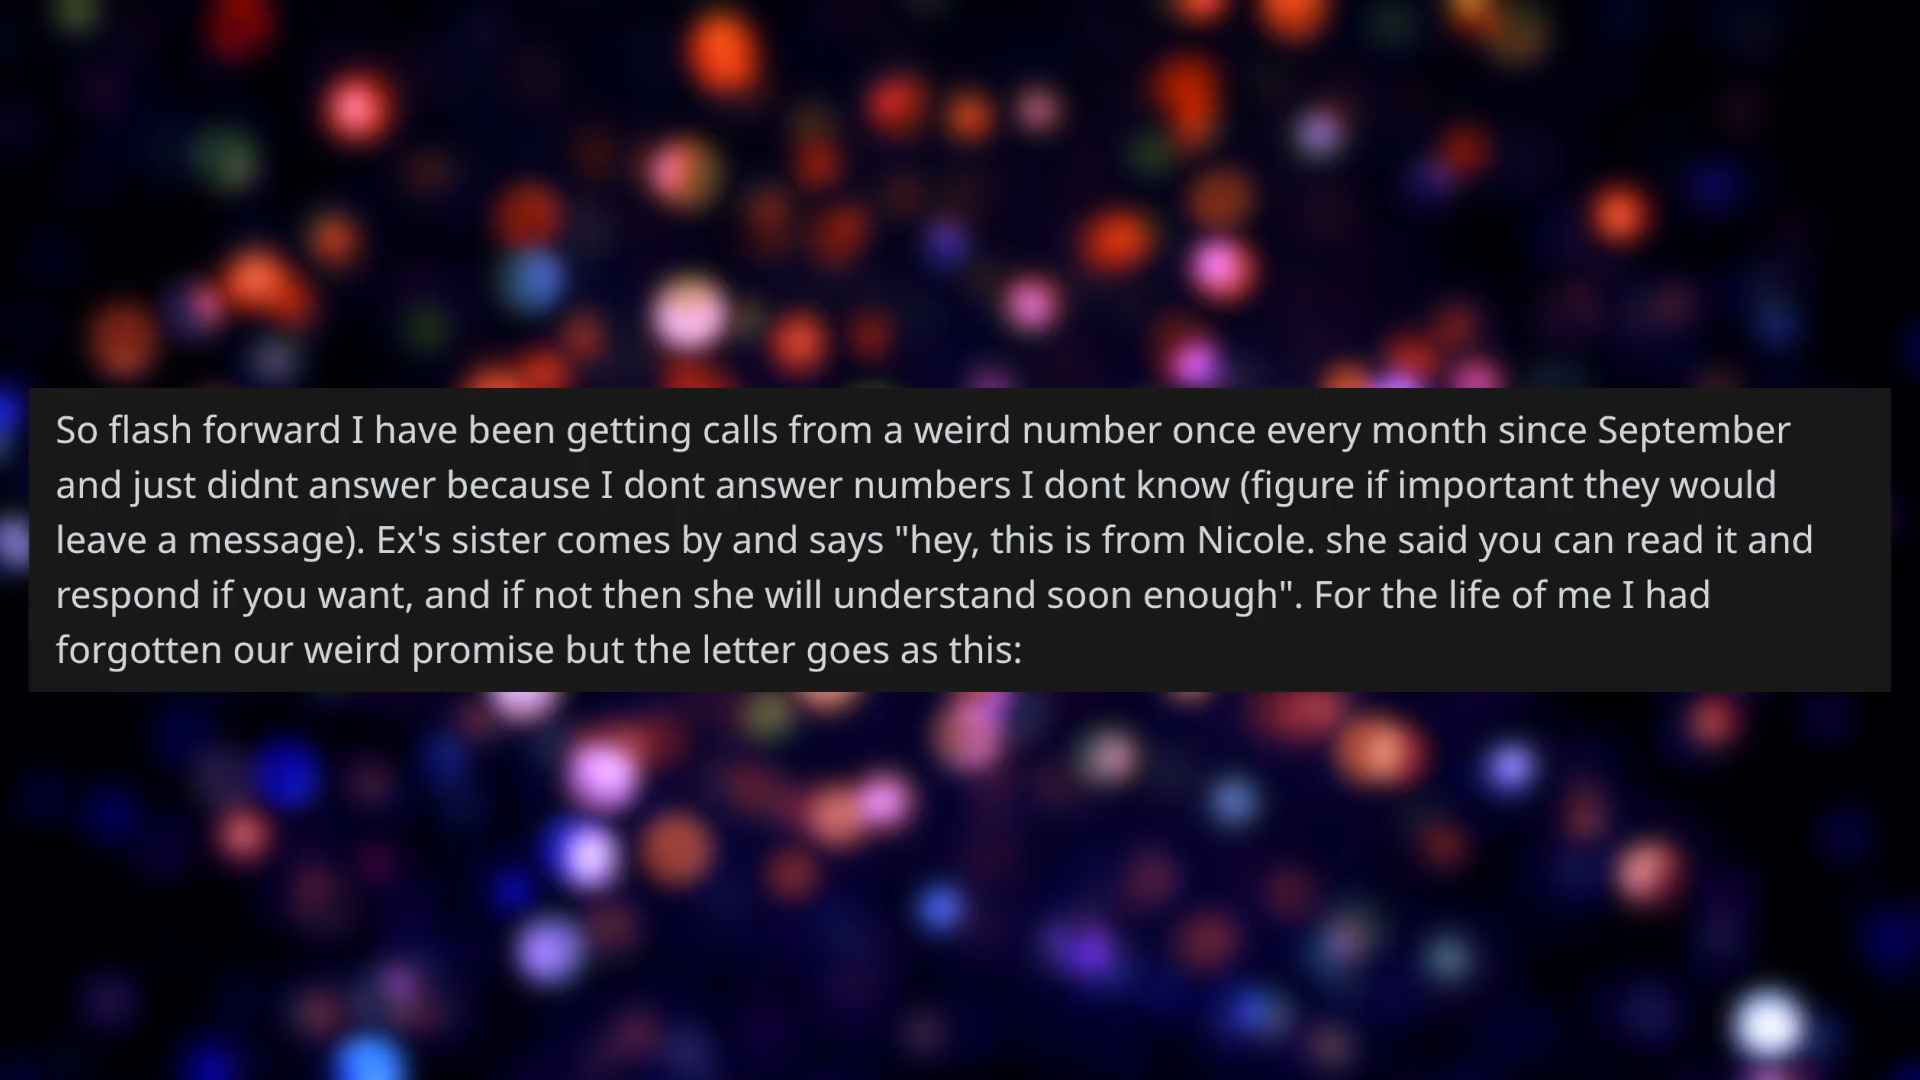 So flash forward I have been getting calls from a weird number once every month since September
and just didnt answer because I dont answer numbers I dont know (figure if important they would
leave a message). Ex's sister comes by and says "hey, this is from Nicole. she said you can read it and
respond if you want, and if not then she will understand soon enough". For the life of me I had
forgotten our weird promise but the letter goes as this: